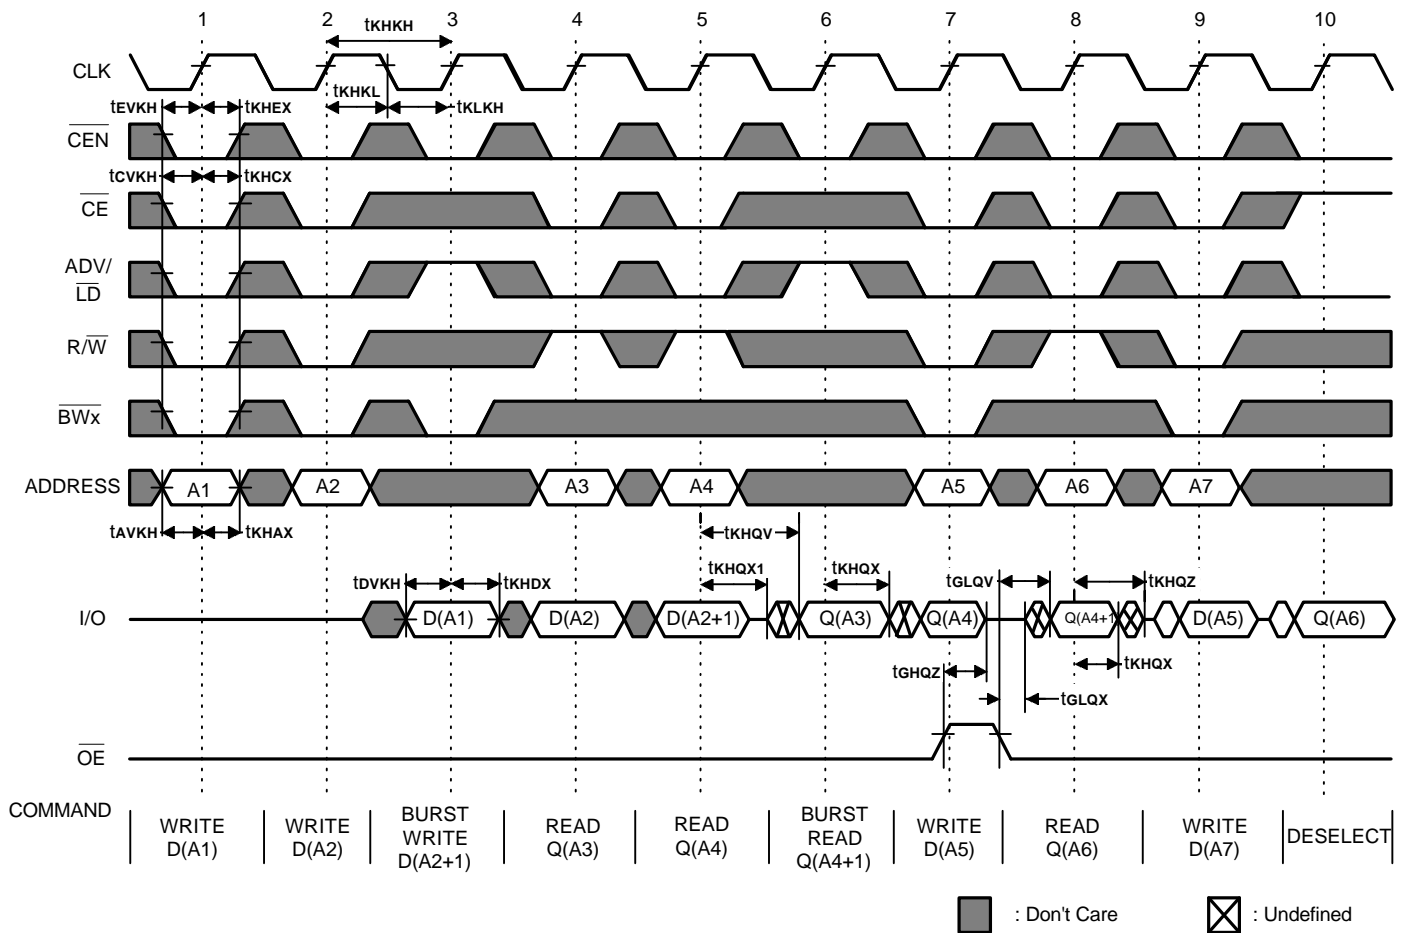 1 2 3 4 5 6 7 8 9 10
tKHKH
CLK
tKHKL tKLKH
tEVKH tKHEX
CEN
tCVKH tKHCX
CE
ADV/
LD
R/W
BWx
ADDRESS A1 A2 A3 A4 A5 A6 A7
tAVKH tKHAX tKHQV
tDVKH tKHDX tKHQX1 tKHQX tGLQV tKHQZ
I/O D(A1) D(A2) D(A2+1) Q(A3) Q(A4) Q(A4+1 D(A5) Q(A6)
tGHQZ tKHQX
tGLQX
OE
COMMAND
WRITE
D(A1)
WRITE
D(A2)
BURST
WRITE
D(A2+1)
READ
Q(A3)
READ
Q(A4)
BURST
READ
Q(A4+1)
WRITE
D(A5)
READ
Q(A6)
WRITE
D(A7)
DESELECT
: Don't Care : Undefined